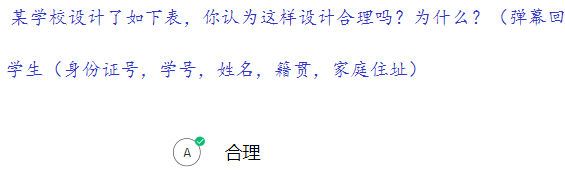 某学校设计了如下表，你认为这样设计合理吗？为什么？（弹幕回
学生（身份证号，学号，姓名，籍贯，家庭住址）
A 合理